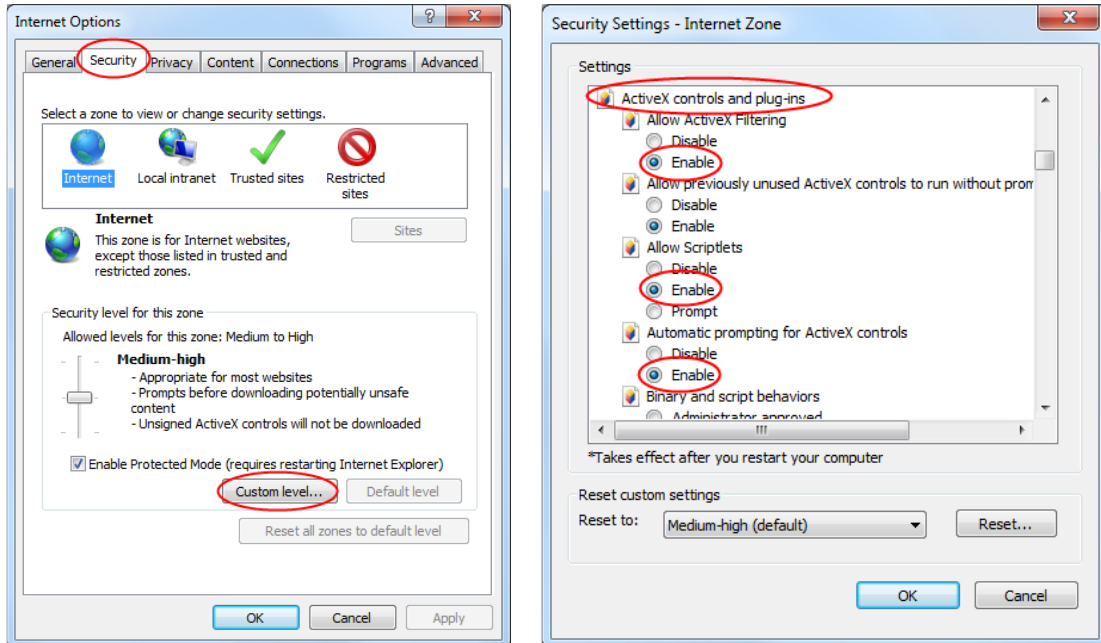 Internet Options
General Security Privacy Content Connections Programs Advanced
Select a zone to view or change security settings.
Internet Local intranet Trusted sites Restricted
sites
Internet
Sites
This zone is for Internet websites,
except those listed in trusted and
restricted zones.
Security level for this zone
Allowed levels for this zone: Medium to High
Medium-high
- Appropriate for most websites
- Prompts before downloading potentially unsafe
content
- Unsigned ActiveX controls will not be downloaded
Enable Protected Mode (requires restarting Internet Explorer)
Custom level... Default level
Reset all zones to default level
OK Cancel Apply
Security Settings - Internet Zone
Settings
ActiveX controls and plug-ins
Allow ActiveX Filtering
Disable
Enable
Allow previously unused ActiveX controls to run without prom
Disable
Enable
Allow Scriptlets
Disable
Enable
Prompt
Automatic prompting for ActiveX controls
Disable
Enable
Binary and script behaviors
Administrator approved
*Takes effect after you restart your computer
Reset custom settings
Reset to: Medium-high (default) Reset...
OK Cancel